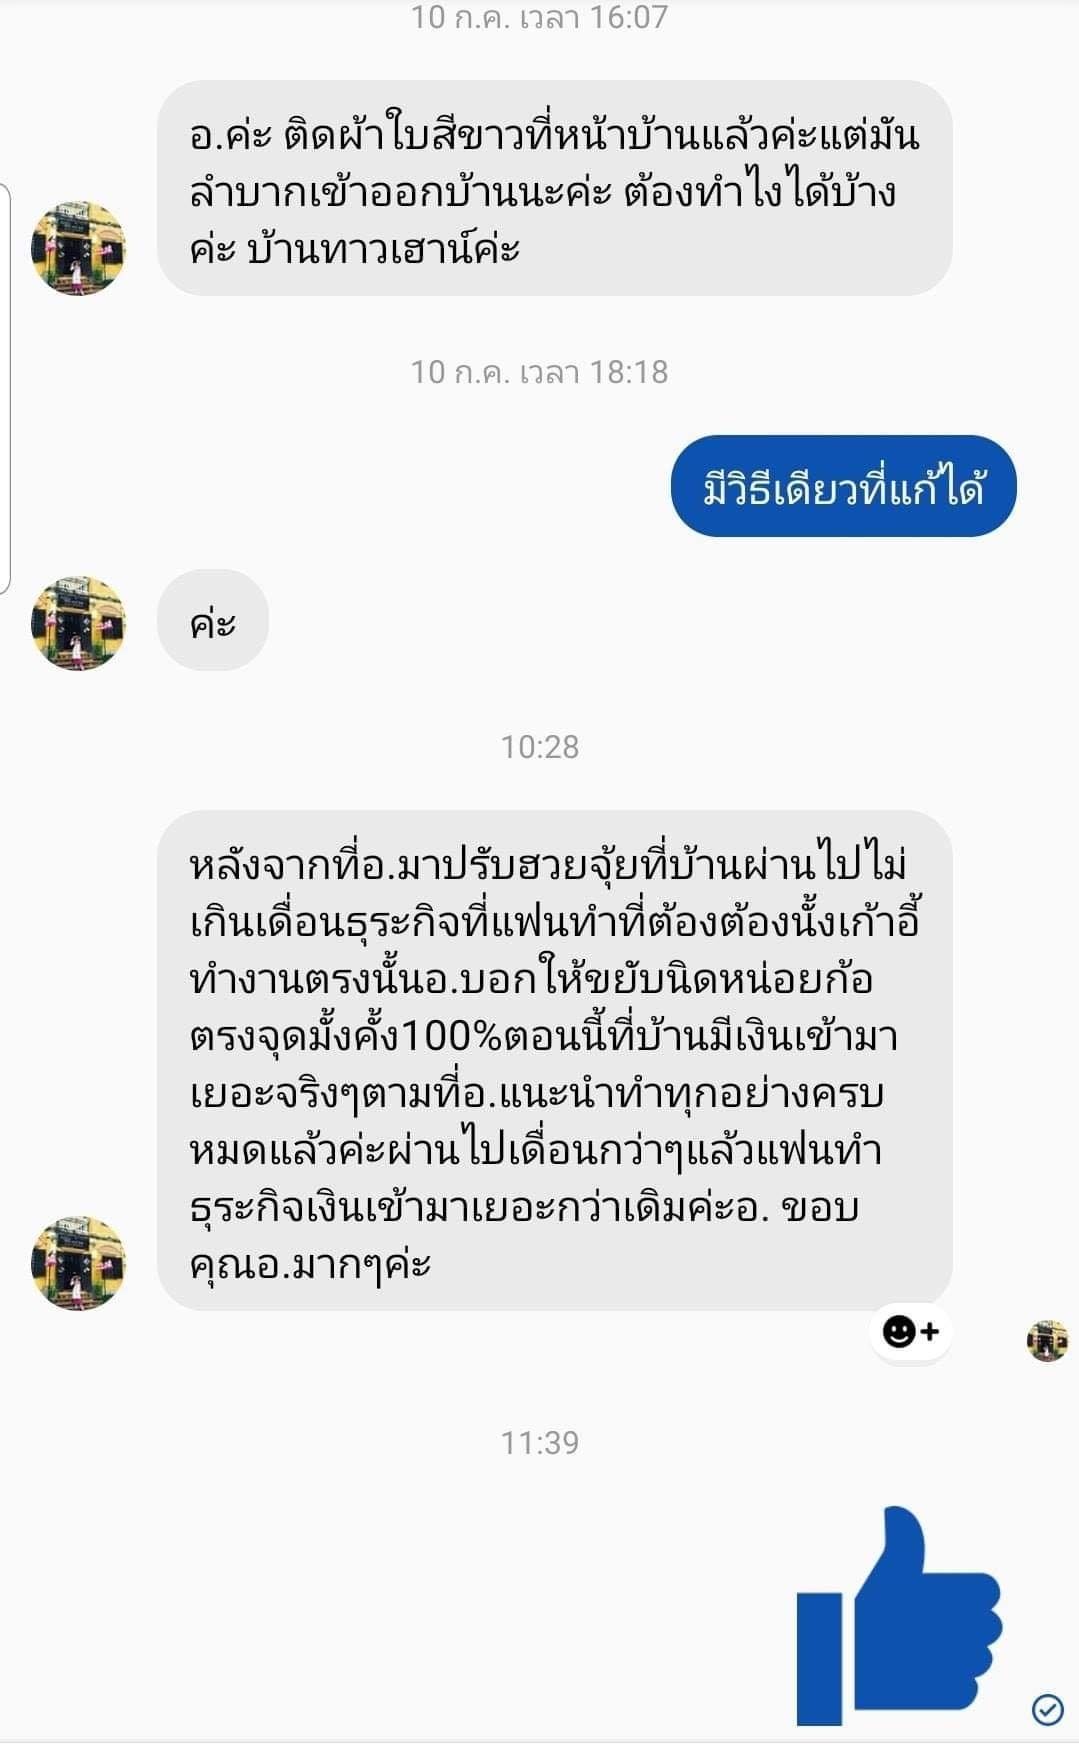 10 ก.ค. เวลา 16:07
อ.ค่ะ ติดผ้าใบสีขาวที่หน้าบ้านแล้วค่ะแต่มัน
ลำบากเข้าออกบ้านนะค่ะ ต้องทำไงได้บ้าง
ค่ะ บ้านทาวเฮาน์ค่ะ
10 ก.ค. เวลา 18:18
มีวิธีเดียวที่แก้ได้
ค่ะ
10:28
หลังจากที่อ.มาปรับฮวยจุ้ยที่บ้านผ่านไปไม่
เกินเดื่อนธุระกิจที่แฟนทำที่ต้องต้องนั้งเก้าอี้
ทำงานตรงนั้นอ.บอกให้ขยับนิดหน่อยก้อ
ตรงจุดมั้งคั้ง100%ตอนนี้ที่บ้านมีเงินเข้ามา
เยอะจริงๆตามที่อ.แนะนำทำทุกอย่างครบ
หมดแล้วค่ะผ่านไปเดื่อนกว่าๆแล้วแฟนทำ
ธุระกิจเงินเข้ามาเยอะกว่าเดิมค่ะอ. ขอบ
คุณอ.มากๆค่ะ
11:39